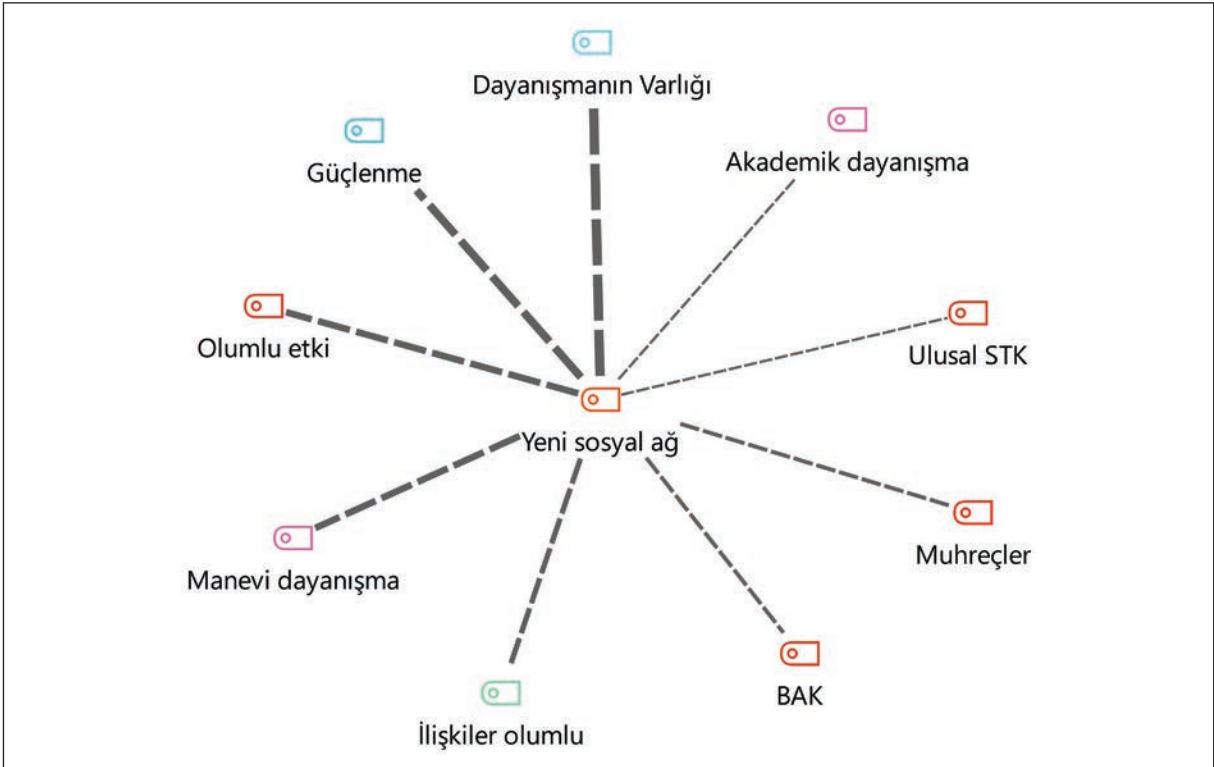 Dayanışmanın Varlığı
Güçlenme
Akademik dayanışma
Olumlu etki
Ulusal STK
Yeni sosyal ağ
Muhreçler
Manevi dayanışma
BAK
İlişkiler olumlu